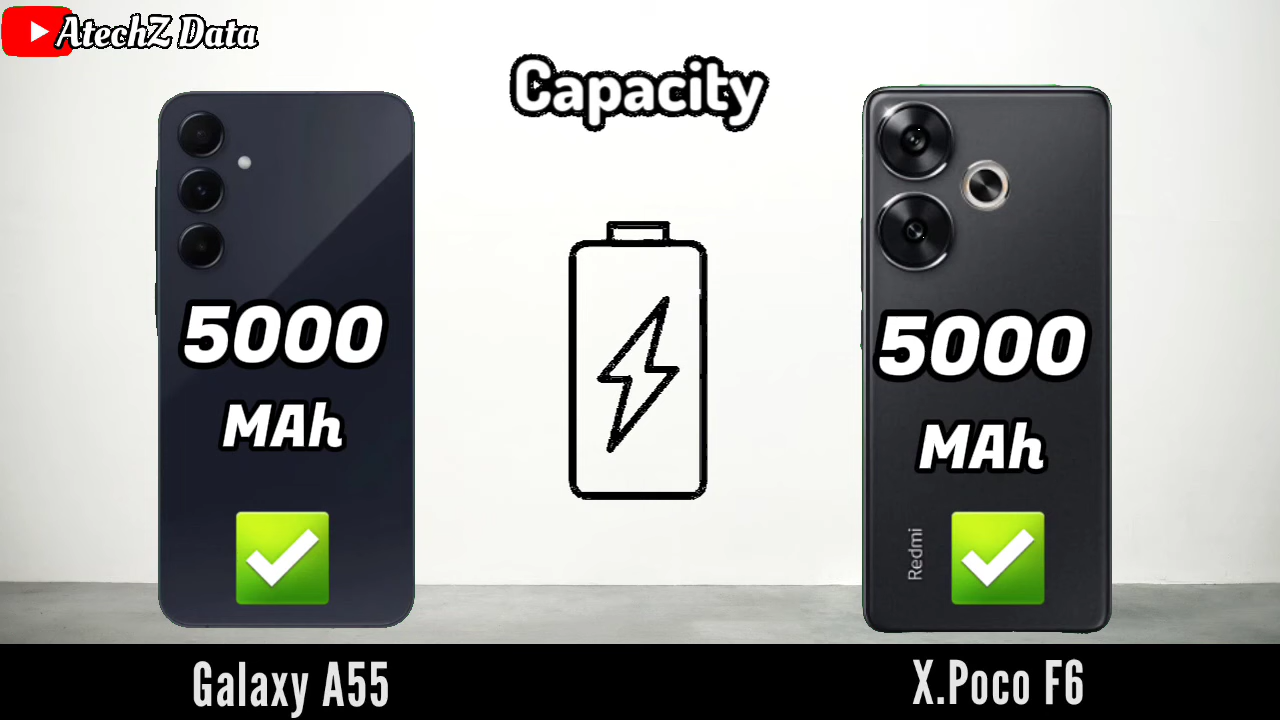 AtechZ Data
Capacity
5000
MAh
5000
MAh
Redmi
Galaxy A55
X.Poco F6